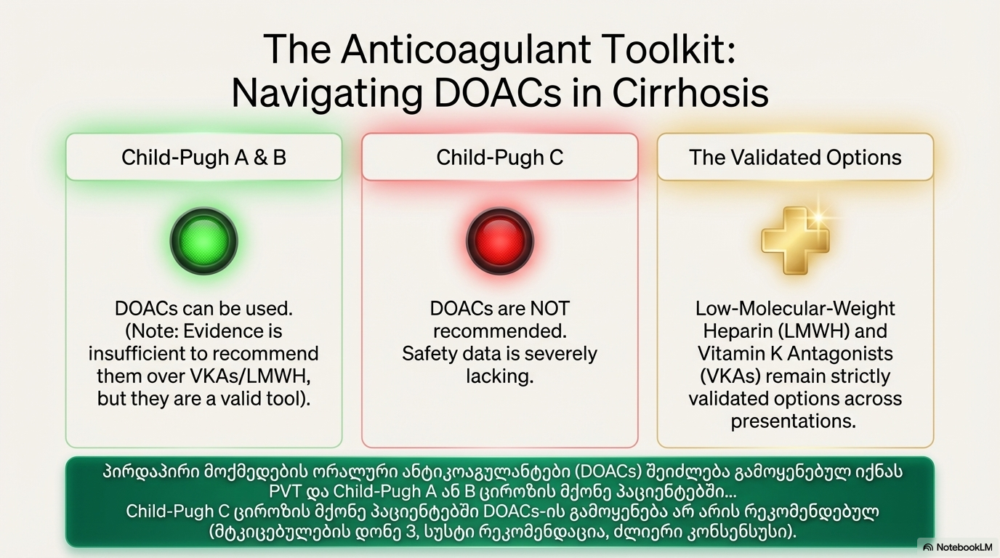 The Anticoagulant Toolkit:
Navigating DOACs in Cirrhosis
Child-Pugh A & B
DOACs can be used.
(Note: Evidence is
insufficient to recommend
them over VKAs/LMWH,
but they are a valid tool).
Child-Pugh C
DOACs are NOT
recommended.
Safety data is severely
lacking.
The Validated Options
Low-Molecular-Weight
Heparin (LMWH) and
Vitamin K Antagonists
(VKAs) remain strictly
validated options across
presentations.
პირდაპირი მოქმედების ორალური ანტიკოაგულანტები (DOACs) შეიძლება გამოყენებულ იქნას
PVT და Child-Pugh A ან B ციროზის მქონე პაციენტებში...
Child-Pugh C ციროზის მქონე პაციენტებში DOACs-ის გამოყენება არ არის რეკომენდებულ
(მტკიცებულების დონე 3, სუსტი რეკომენდაცია, ძლიერი კონსენსუსი).
NotebookLM